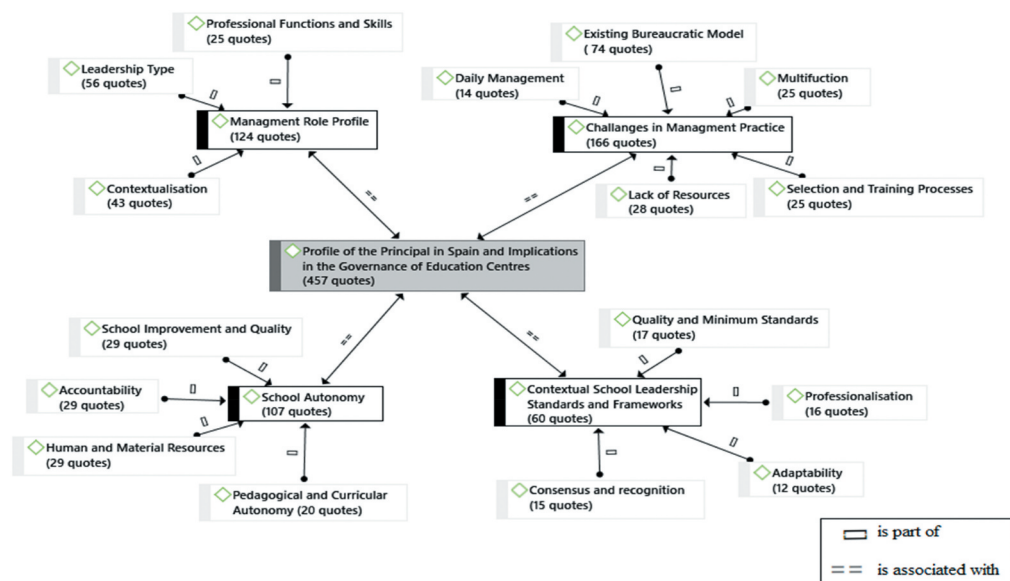 Professional Functions and Skills
(25 quotes)
Leadership Type
(56 quotes)
Managment Role Profile
(124 quotes)
Contextualisation
(43 quotes)
Existing Bureaucratic Model
( 74 quotes)
Daily Management
(14 quotes)
Multifuction
(25 quotes)
Challanges in Managment Practice
(166 quotes)
Lack of Resources
(28 quotes)
Selection and Training Processes
(25 quotes)
Profile of the Principal in Spain and Implications
in the Governance of Education Centres
(457 quotes)
School Improvement and Quality
(29 quotes)
Accountability
(29 quotes)
School Autonomy
(107 quotes)
Human and Material Resources
(29 quotes)
Pedagogical and Curricular
Autonomy (20 quotes)
Quality and Minimum Standards
(17 quotes)
Contextual School Leadership
Standards and Frameworks
(60 quotes)
Professionalisation
(16 quotes)
Adaptability
(12 quotes)
Consensus and recognition
(15 quotes)
is part of
== is associated with